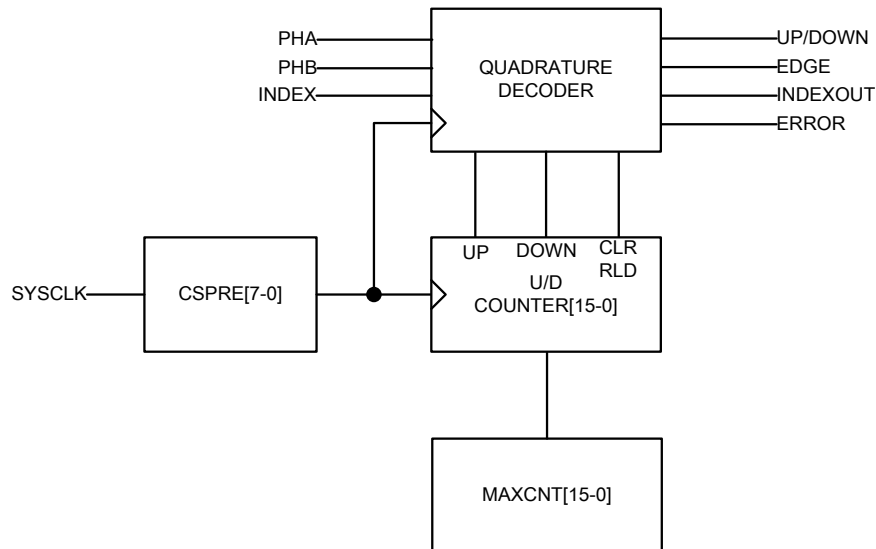 PHA
PHB
INDEX
QUADRATURE
DECODER
UP/DOWN
EDGE
INDEXOUT
ERROR
SYSCLK
CSPRE[7-0]
UP
DOWN
CLR
RLD
U/D
COUNTER[15-0]
MAXCNT[15-0]